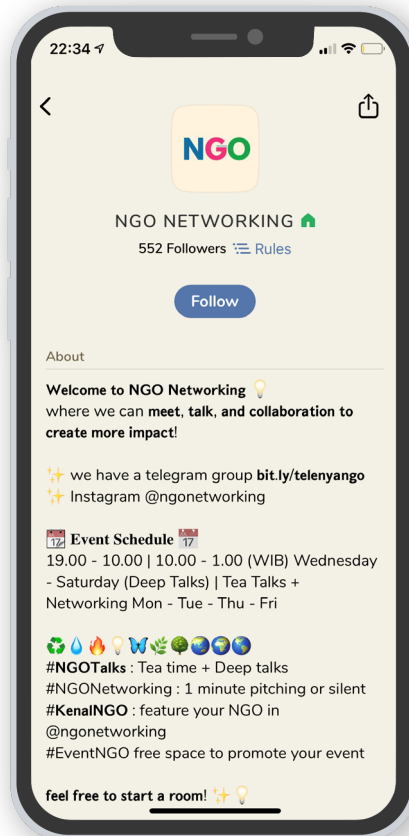 22:34
NGO
NGO NETWORKING
552 Followers Rules
Follow
About
Welcome to NGO Networking 💡
where we can meet, talk, and collaboration to
create more impact!
✨ we have a telegram group bit.ly/telenyango
✨ Instagram @ngonetworking
📅 Event Schedule 📅
19.00 - 10.00 | 10.00 - 1.00 (WIB) Wednesday
- Saturday (Deep Talks) | Tea Talks +
Networking Mon - Tue - Thu - Fri
♻️💧🔥💡🦋🌿🌳🌏🌍🌎
#NGOTalks : Tea time + Deep talks
#NGONetworking : 1 minute pitching or silent
#KenalNGO : feature your NGO in
@ngonetworking
#EventNGO free space to promote your event
feel free to start a room! ✨💡